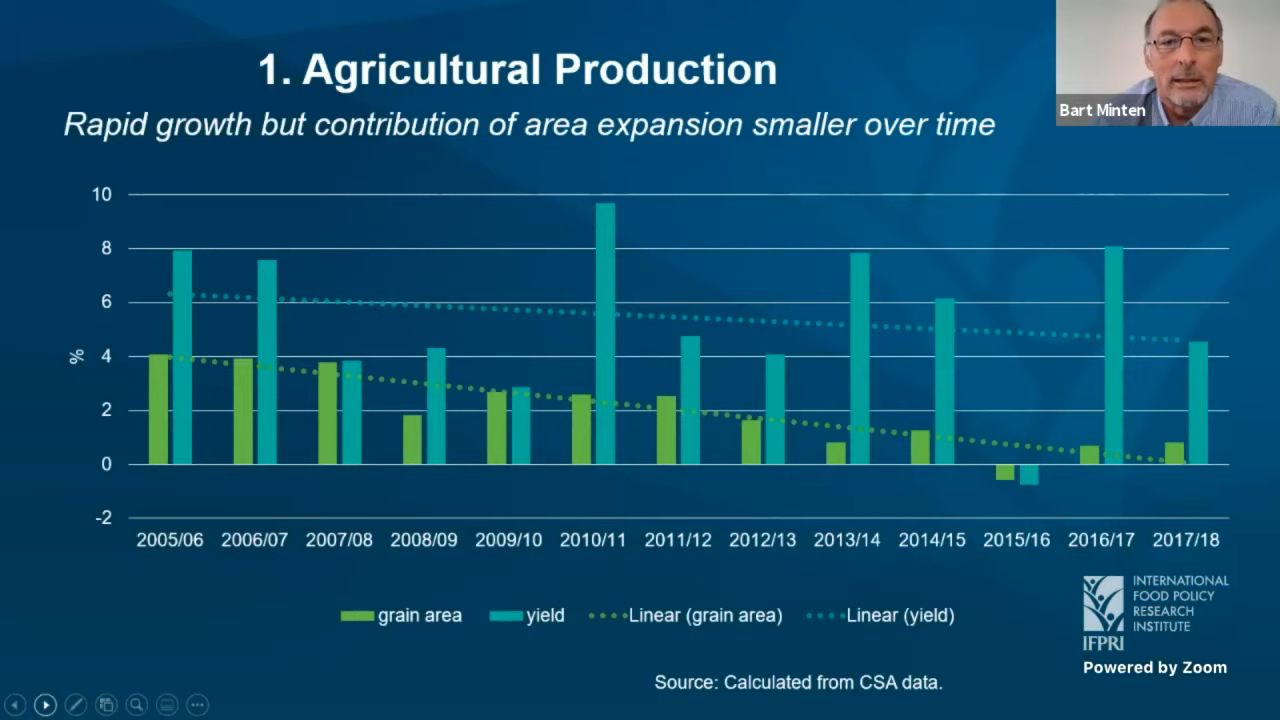 1. Agricultural Production
Rapid growth but contribution of area expansion smaller over time
Bart Minten
10
8
6
4
2
0
-2
%
2005/06 2006/07 2007/08 2008/09 2009/10 2010/11 2011/12 2012/13 2013/14 2014/15 2015/16 2016/17 2017/18
grain area yield Linear (grain area) Linear (yield)
INTERNATIONAL
FOOD POLICY
RESEARCH
INSTITUTE
IFPRI
Powered by Zoom
Source: Calculated from CSA data.